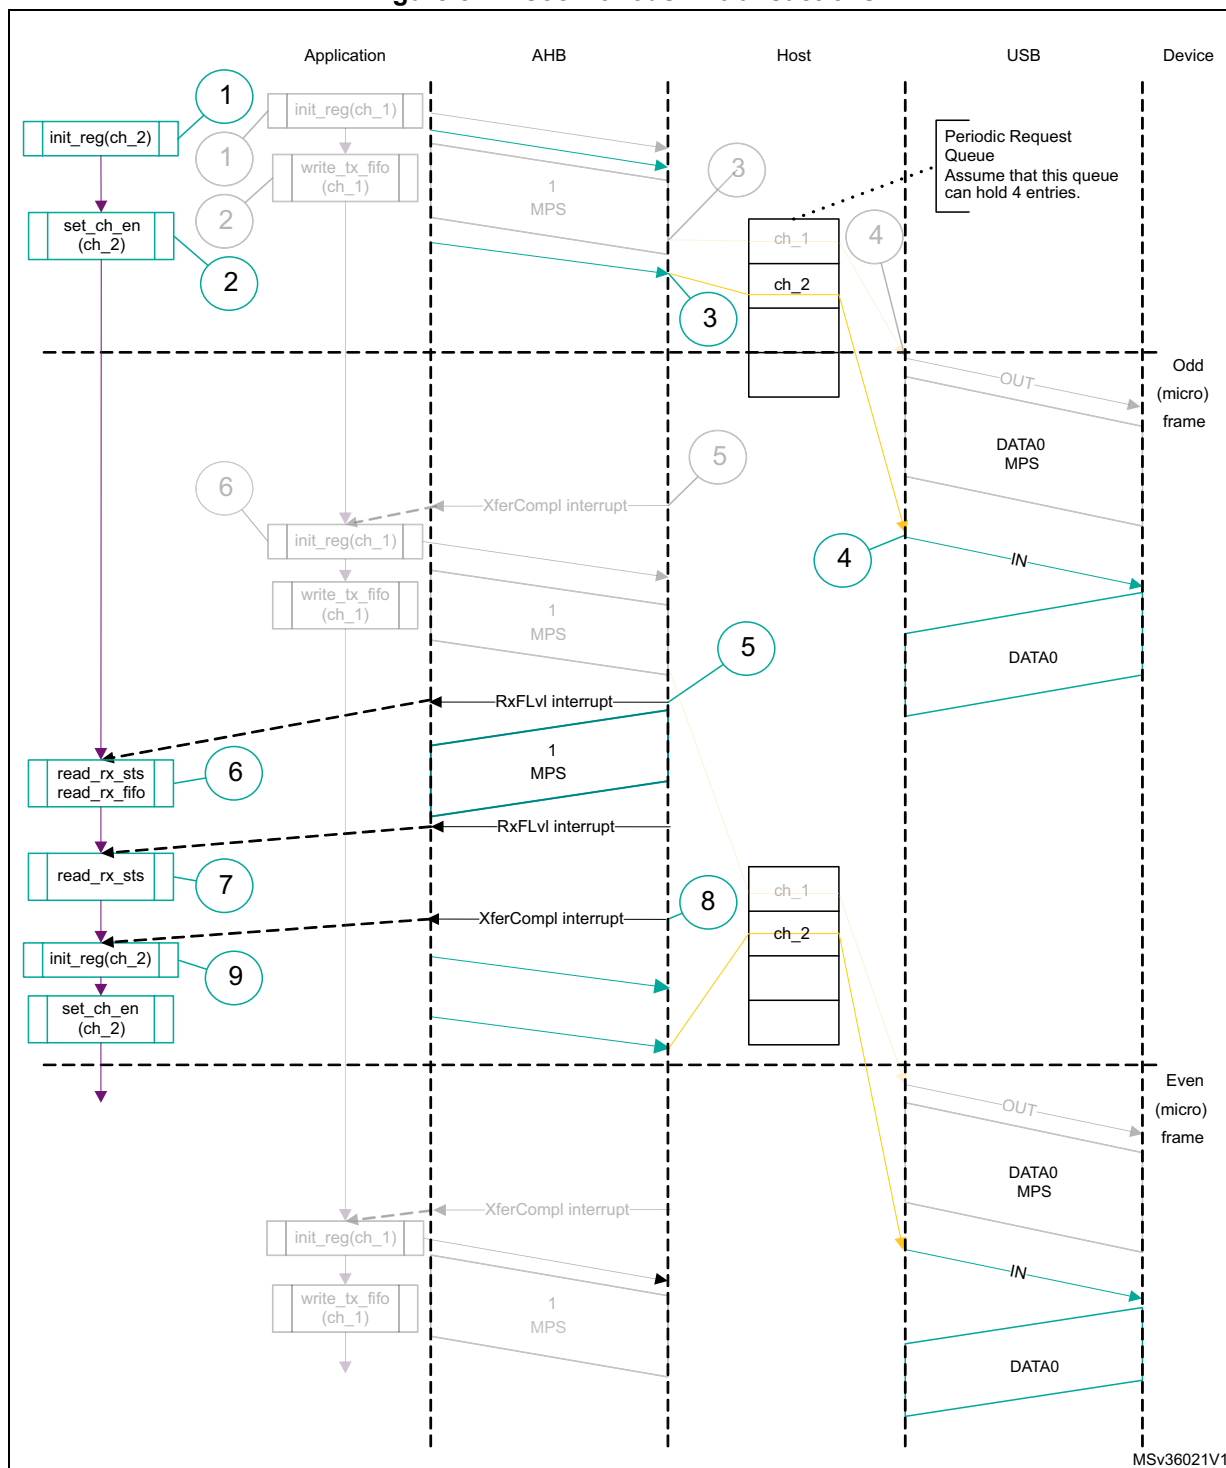 Application
AHB
Host
USB
Device
1
init_reg(ch_1)
init_reg(ch_2)
1
Periodic Request
Queue
Assume that this queue
can hold 4 entries.
write_tx_fifo
(ch_1)
1
MPS
3
2
set_ch_en
(ch_2)
2
ch_1
4
ch_2
3
Odd
(micro)
frame
OUT
DATA0
MPS
5
6
XferCompl interrupt
init_reg(ch_1)
4
IN
write_tx_fifo
(ch_1)
1
MPS
5
DATA0
RxFLvl interrupt
1
MPS
read_rx_sts
read_rx_fifo
6
RxFLvl interrupt
read_rx_sts
7
ch_1
8
XferCompl interrupt
ch_2
init_reg(ch_2)
9
set_ch_en
(ch_2)
Even
(micro)
frame
OUT
DATA0
MPS
XferCompl interrupt
init_reg(ch_1)
IN
write_tx_fifo
(ch_1)
1
MPS
DATA0
MSv36021V1